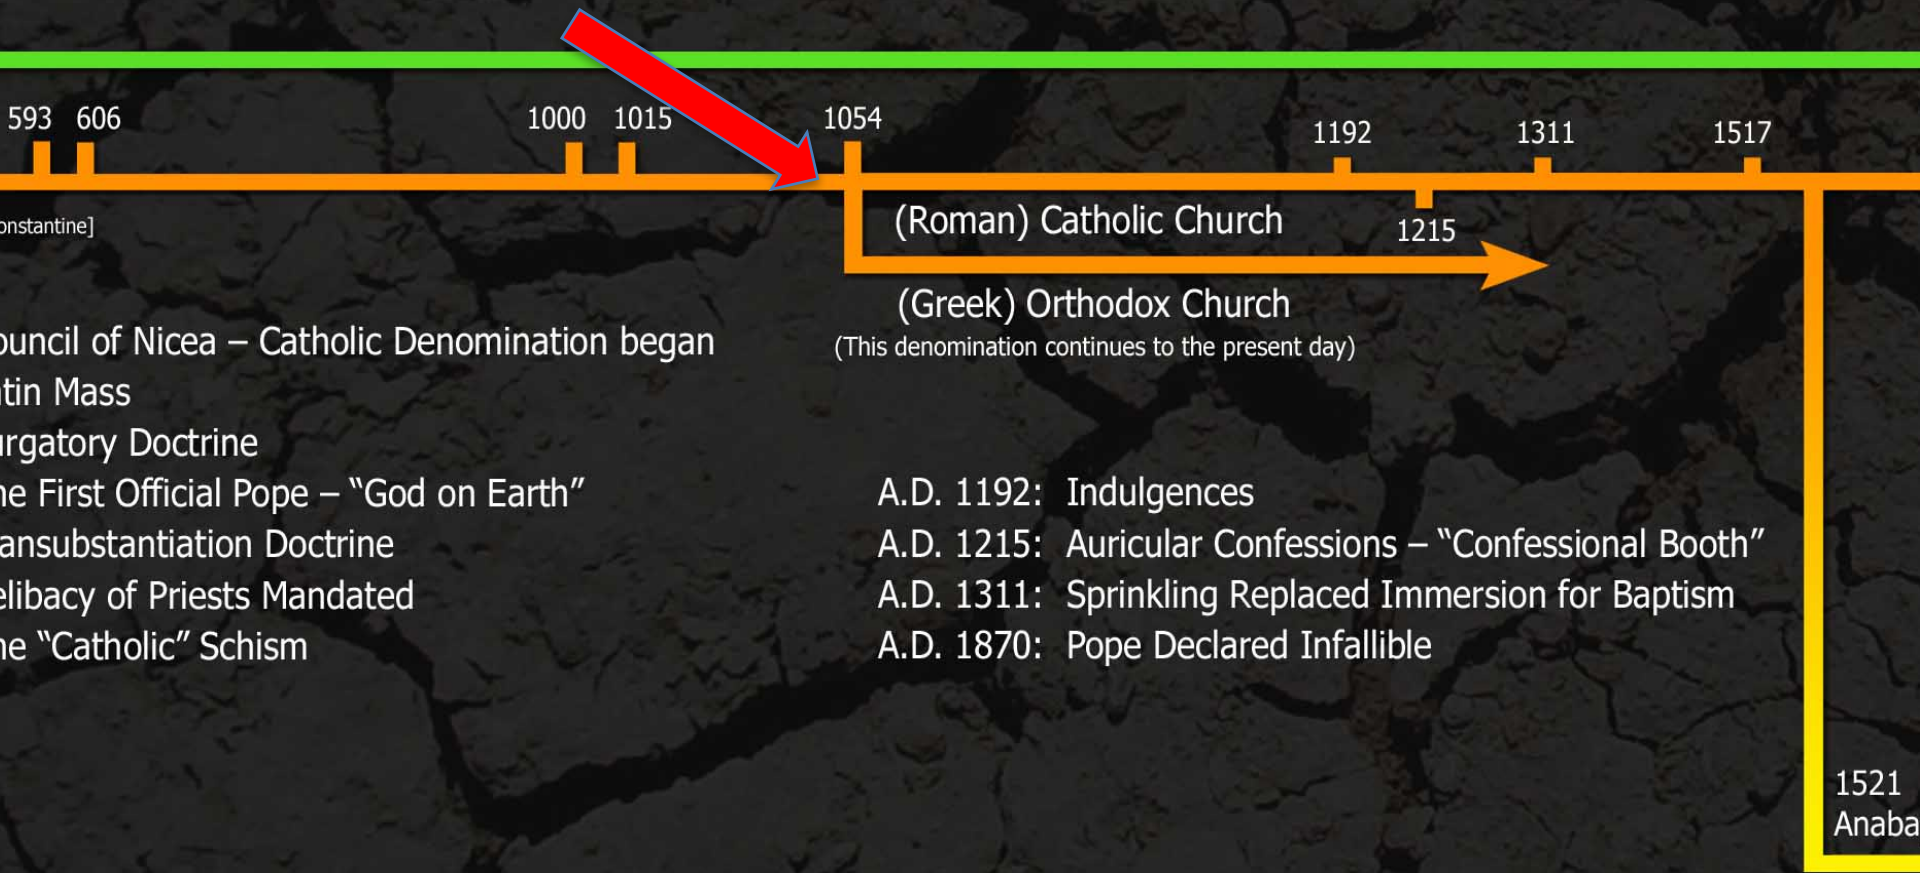 593 606 1000 1015 1054 1192 1311 1517
onstantine]
(Roman) Catholic Church
1215
(Greek) Orthodox Church
(This denomination continues to the present day)
ouncil of Nicea – Catholic Denomination began
tin Mass
urgatory Doctrine
ne First Official Pope – “God on Earth”
ansubstantiation Doctrine
elibacy of Priests Mandated
ne “Catholic” Schism
A.D. 1192: Indulgences
A.D. 1215: Auricular Confessions – “Confessional Booth”
A.D. 1311: Sprinkling Replaced Immersion for Baptism
A.D. 1870: Pope Declared Infallible
1521
Anaba